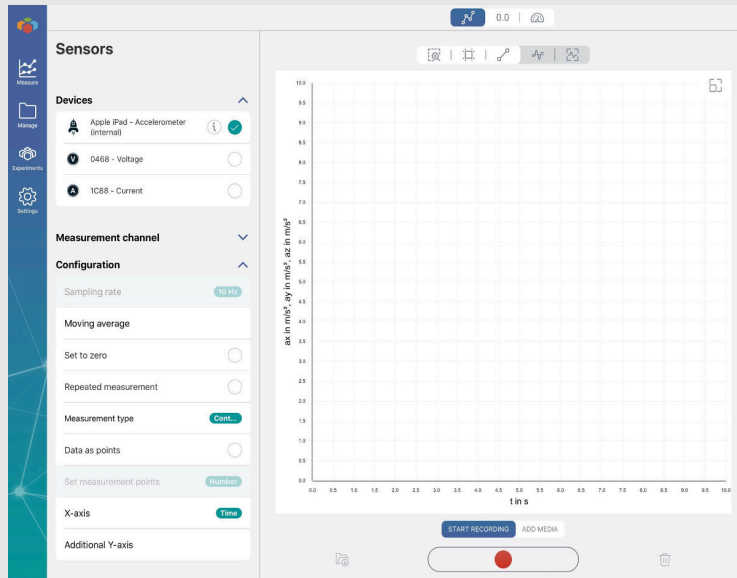 0.0
Sensors
Measure
Manage
Experiments
Settings
Devices
Apple iPad - Accelerometer
(internal)
i
V
0468 - Voltage
A
1C88 - Current
Measurement channel
Configuration
Sampling rate
10 Hz
Moving average
Set to zero
Repeated measurement
Measurement type
Cont...
Data as points
Set measurement points
Number
X-axis
Time
Additional Y-axis
ax in m/s², ay in m/s², az in m/s²
10.0
9.5
9.0
8.5
8.0
7.5
7.0
6.5
6.0
5.5
5.0
4.5
4.0
3.5
3.0
2.5
2.0
1.5
1.0
0.5
0.0
0.0 0.5 1.0 1.5 2.0 2.5 3.0 3.5 4.0 4.5 5.0 5.5 6.0 6.5 7.0 7.5 8.0 8.5 9.0 9.5 10.0
t in s
START RECORDING
ADD MEDIA